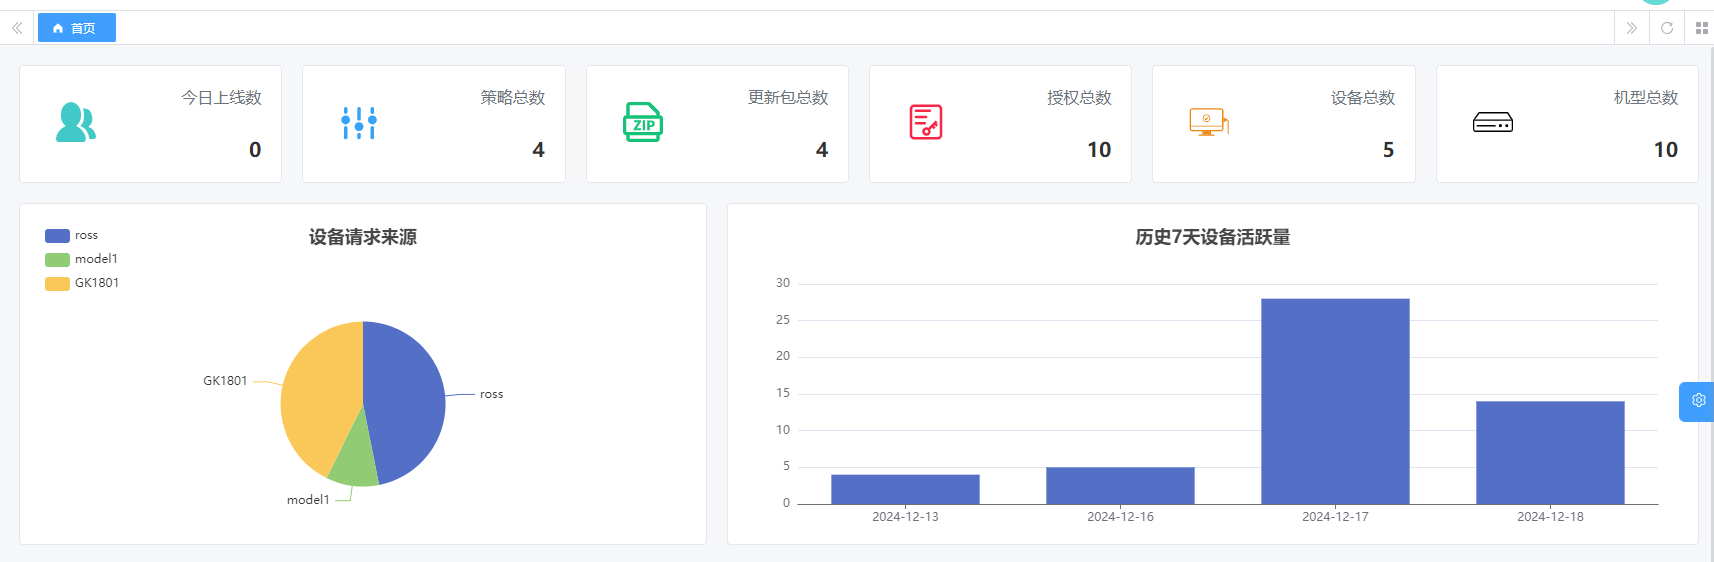 首页
今日上线数
0
策略总数
4
ZIP
更新包总数
4
授权总数
10
设备总数
5
机型总数
10
设备请求来源
ross
model1
GK1801
GK1801
ross
model1
历史7天设备活跃量
30
25
20
15
10
5
0
2024-12-13 2024-12-16 2024-12-17 2024-12-18